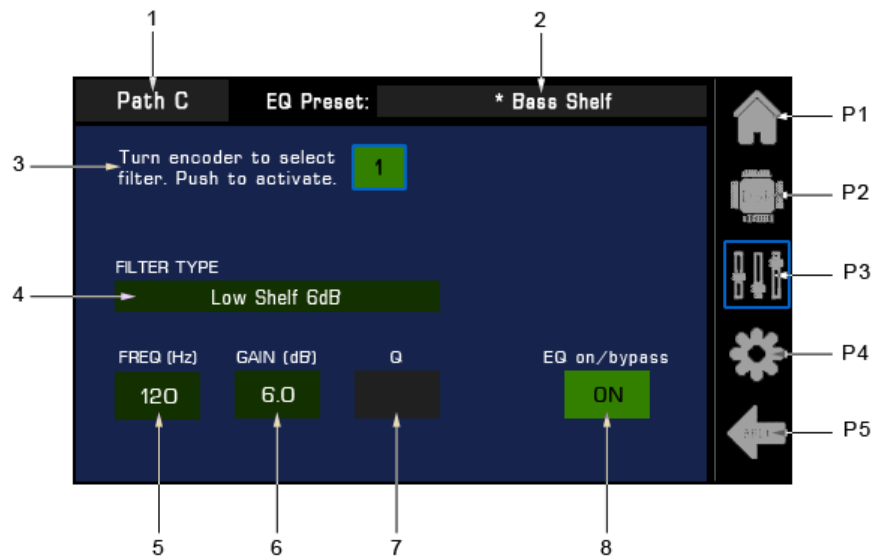 1
2
Path C
EQ Preset:
* Bass Shelf
P1
3
Turn encoder to select
filter. Push to activate.
1
P2
P3
FILTER TYPE
4
Low Shelf 6dB
FREQ (Hz)
GAIN (dB)
Q
EQ on/bypass
P4
120
6.0
ON
P5
5
6
7
8